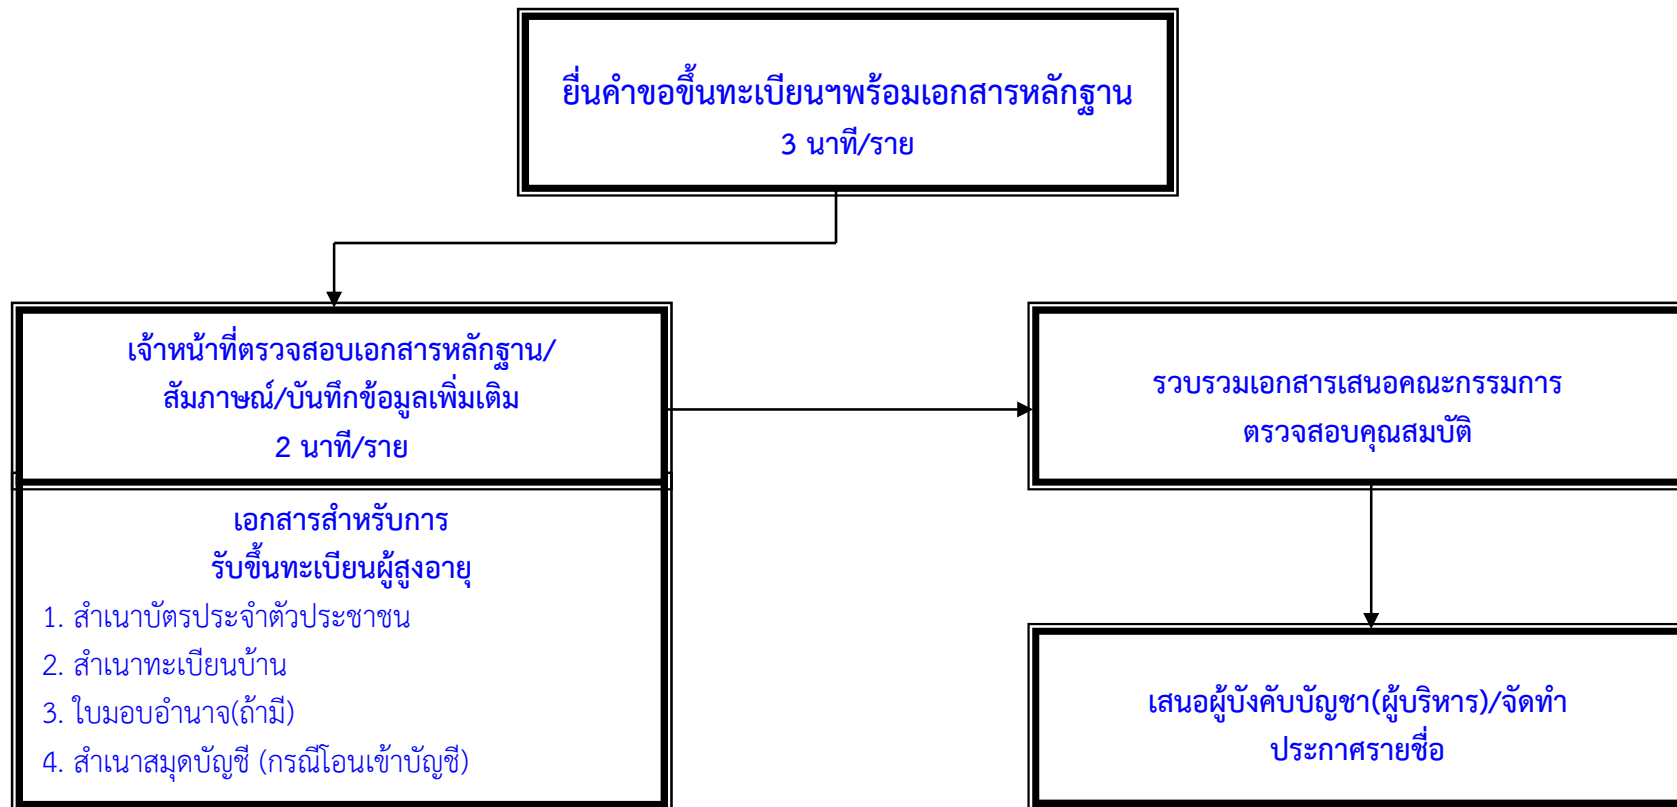 ยื่นคำขอขึ้นทะเบียนฯพร้อมเอกสารหลักฐาน
3 นาที/ราย
เจ้าหน้าที่ตรวจสอบเอกสารหลักฐาน/
สัมภาษณ์/บันทึกข้อมูลเพิ่มเติม
2 นาที/ราย
รวบรวมเอกสารเสนอคณะกรรมการ
ตรวจสอบคุณสมบัติ
เอกสารสำหรับการ
รับขึ้นทะเบียนผู้สูงอายุ
1. สำเนาบัตรประจำตัวประชาชน
2. สำเนาทะเบียนบ้าน
3. ใบมอบอำนาจ(ถ้ามี)
4. สำเนาสมุดบัญชี (กรณีโอนเข้าบัญชี)
เสนอผู้บังคับบัญชา(ผู้บริหาร)/จัดทำ
ประกาศรายชื่อ